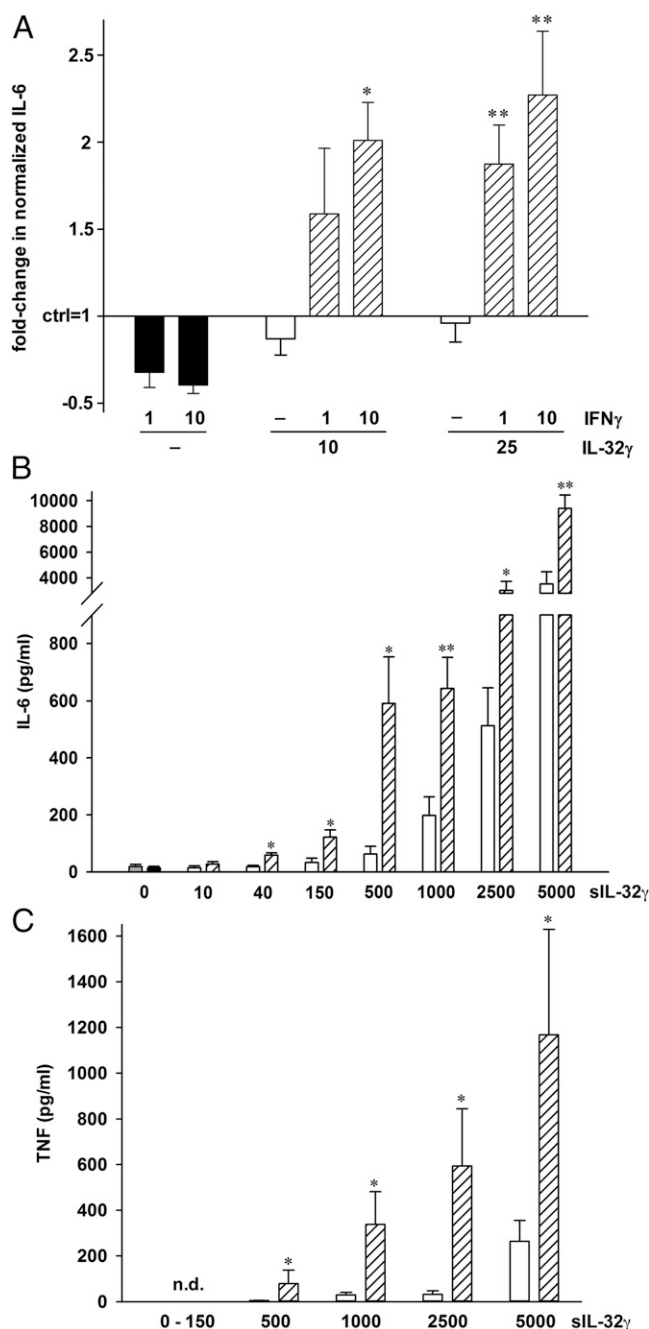 A
fold-change in normalized IL-6
2.5
2
1.5
ctrl=1
-0.5
*
**
**
1 10 – 1 10 – 1 10 IFNγ
– 10 25 IL-32γ
B
IL-6 (pg/ml)
10000
8000
6000
4000
800
600
400
200
0
*
*
*
**
*
**
0 10 40 150 500 1000 2500 5000 sIL-32γ
C
TNF (pg/ml)
1600
1400
1200
1000
800
600
400
200
0
n.d.
*
*
*
*
0 - 150 500 1000 2500 5000 sIL-32γ